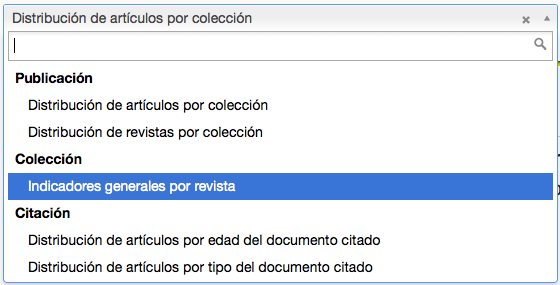 Distribución de artículos por colección
Publicación
Distribución de artículos por colección
Distribución de revistas por colección
Colección
Indicadores generales por revista
Citación
Distribución de artículos por edad del documento citado
Distribución de artículos por tipo del documento citado